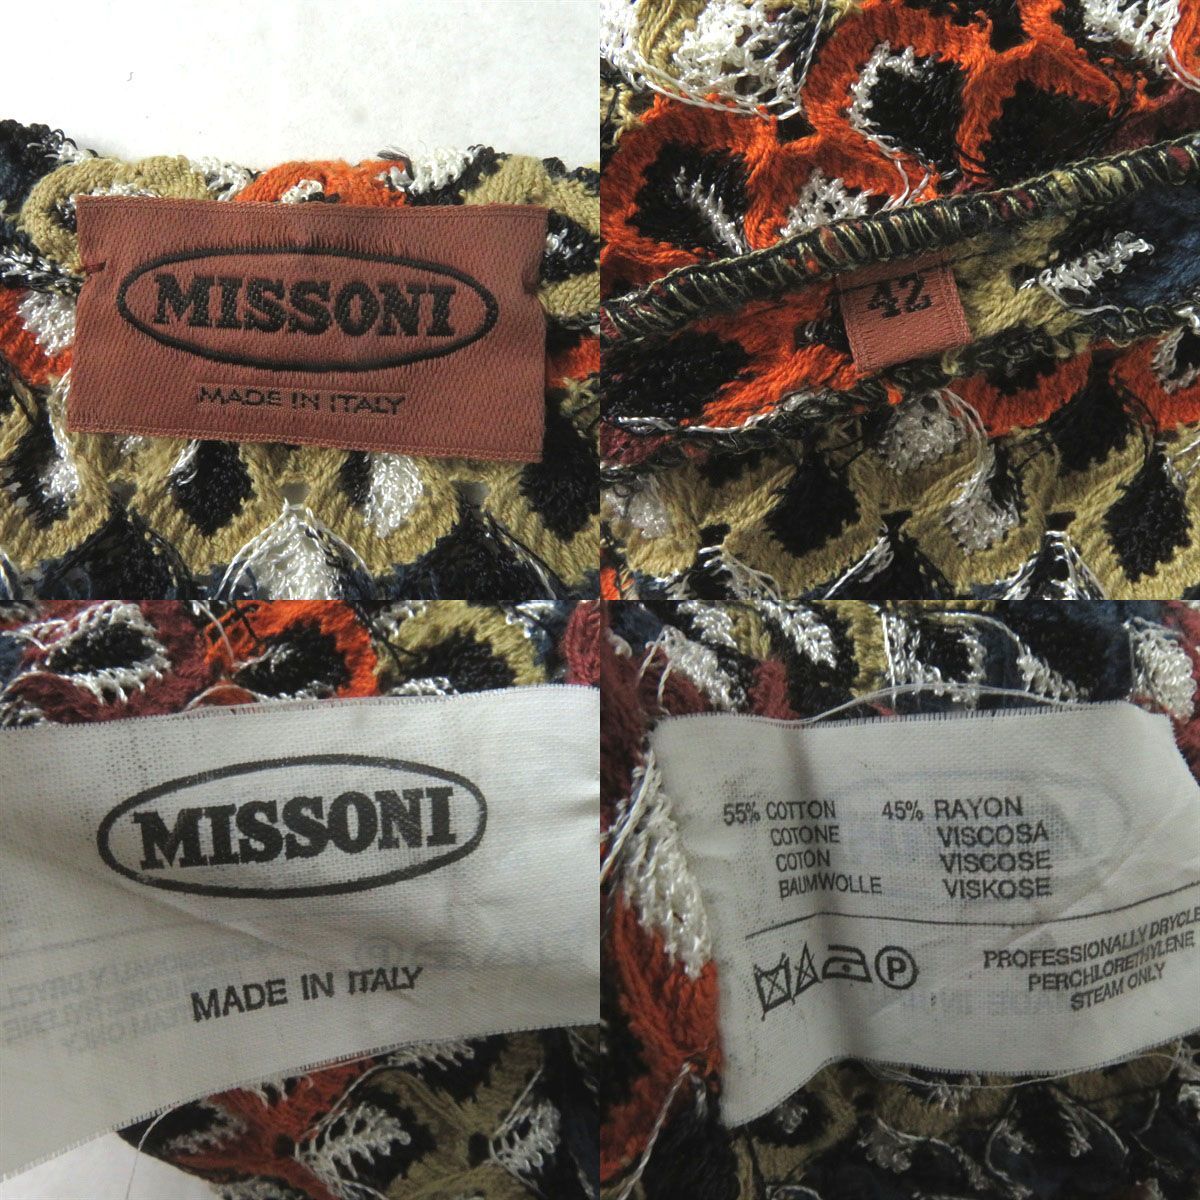 MISSONI
MADE IN ITALY
42
MISSONI
MADE IN ITALY
55% COTTON 45% RAYON
COTONE VISCOSA
COTON VISCOSE
BAUMWOLLE VISKOSE
P
PROFESSIONALLY DRYCLE
PERCHLORETHYLENE
STEAM ONLY